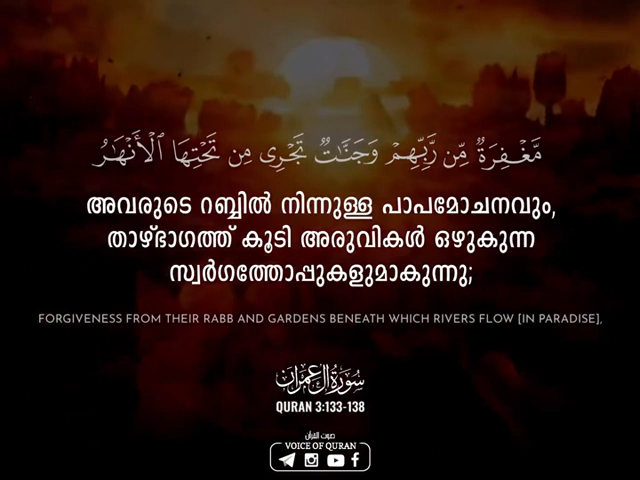 مَّغْفِرَةٌ مِّن رَّبِّهِمْ وَجَنَّـٰتٌ تَجْرِى مِن تَحْتِهَا ٱلْأَنْهَـٰرُ
അവരുടെ റബ്ബിൽ നിന്നുള്ള പാപമോചനവും,
താഴ്ഭാഗത്ത് കൂടി അരുവികൾ ഒഴുകുന്ന
സ്വർഗത്തോപ്പുകളുമാകുന്നു;
FORGIVENESS FROM THEIR RABB AND GARDENS BENEATH WHICH RIVERS FLOW [IN PARADISE],
سُورَةُ آلِ عِمْرَان
QURAN 3:133-138
صوت القرآن
VOICE OF QURAN